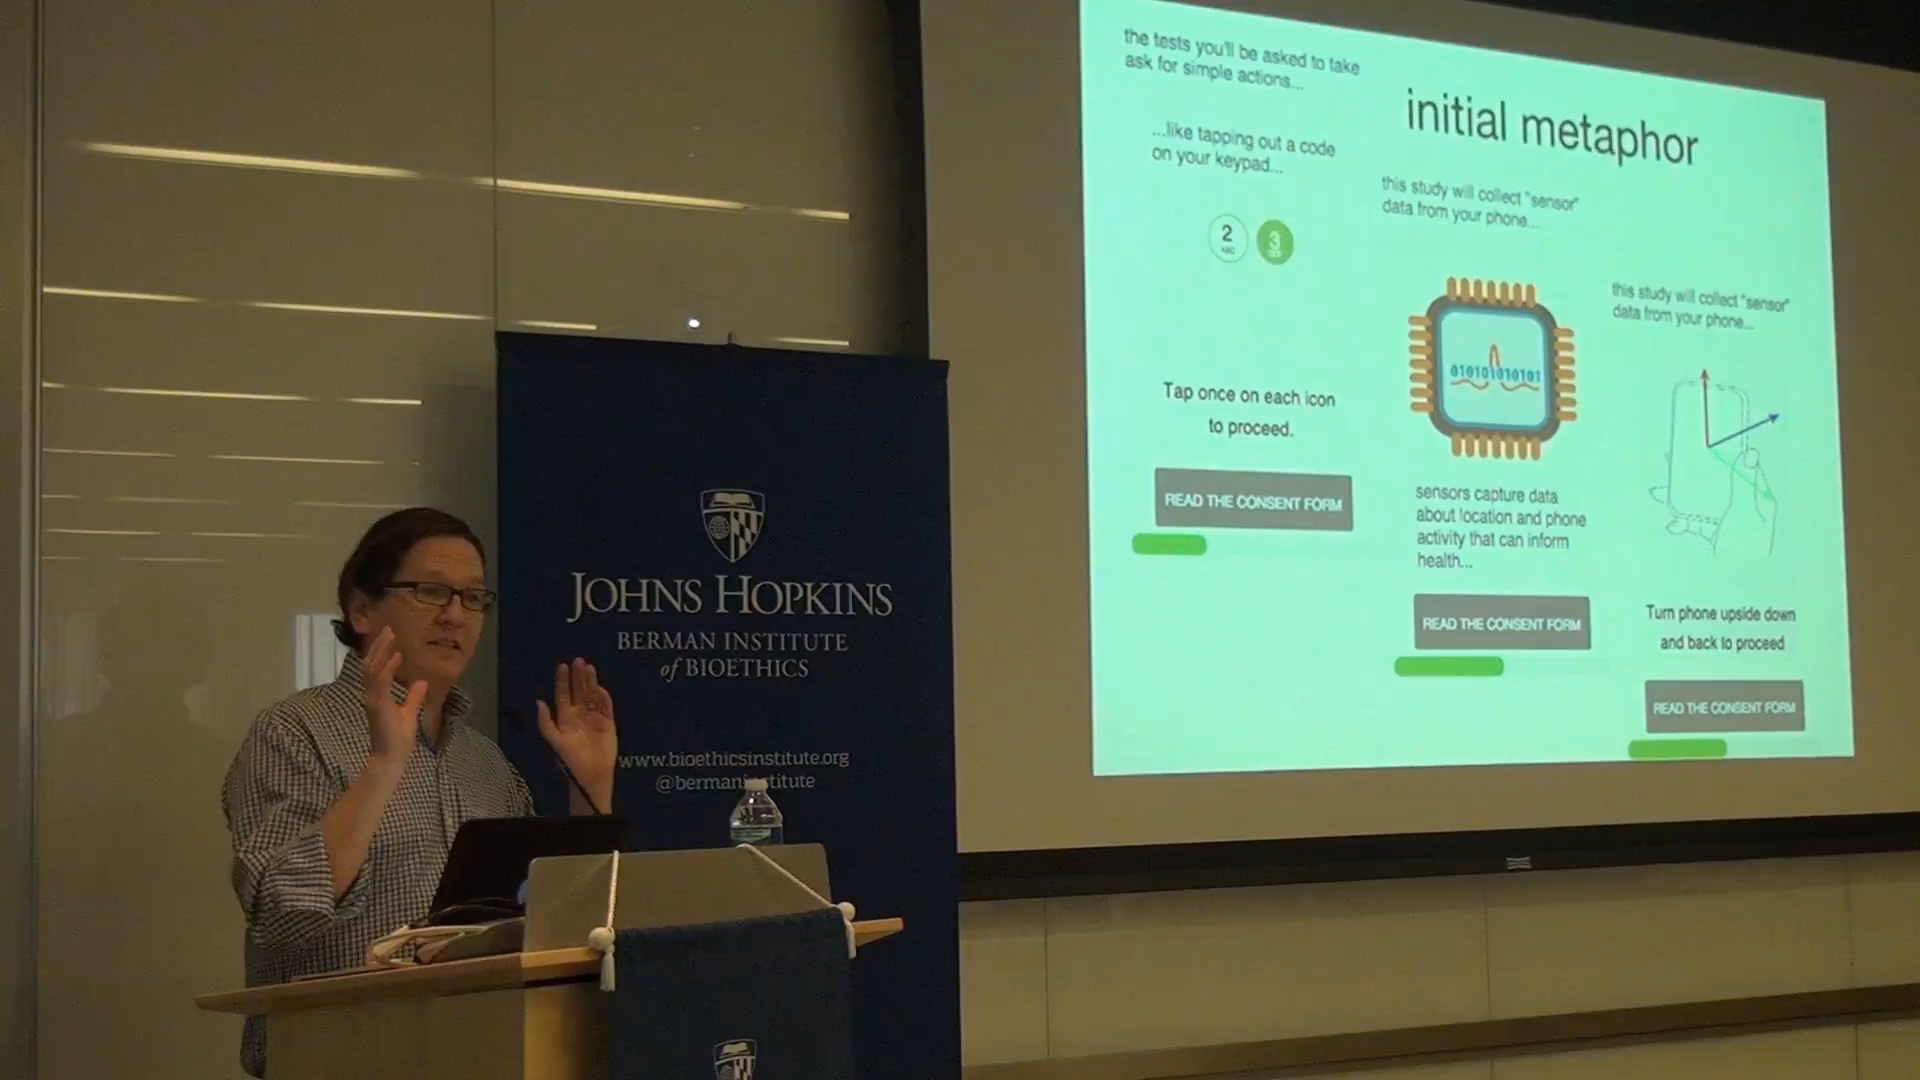 the tests you'll be asked to take
ask for simple actions...
initial metaphor
...like tapping out a code
on your keypad...
2
ABC
3
Tap once on each icon
to proceed.
READ THE CONSENT FORM
this study will collect "sensor"
data from your phone...
010101010101
sensors capture data
about location and phone
activity that can inform
health...
READ THE CONSENT FORM
this study will collect "sensor"
data from your phone...
Turn phone upside down
and back to proceed
READ THE CONSENT FORM
JOHNS HOPKINS
BERMAN INSTITUTE
of BIOETHICS
www.bioethicsinstitute.org